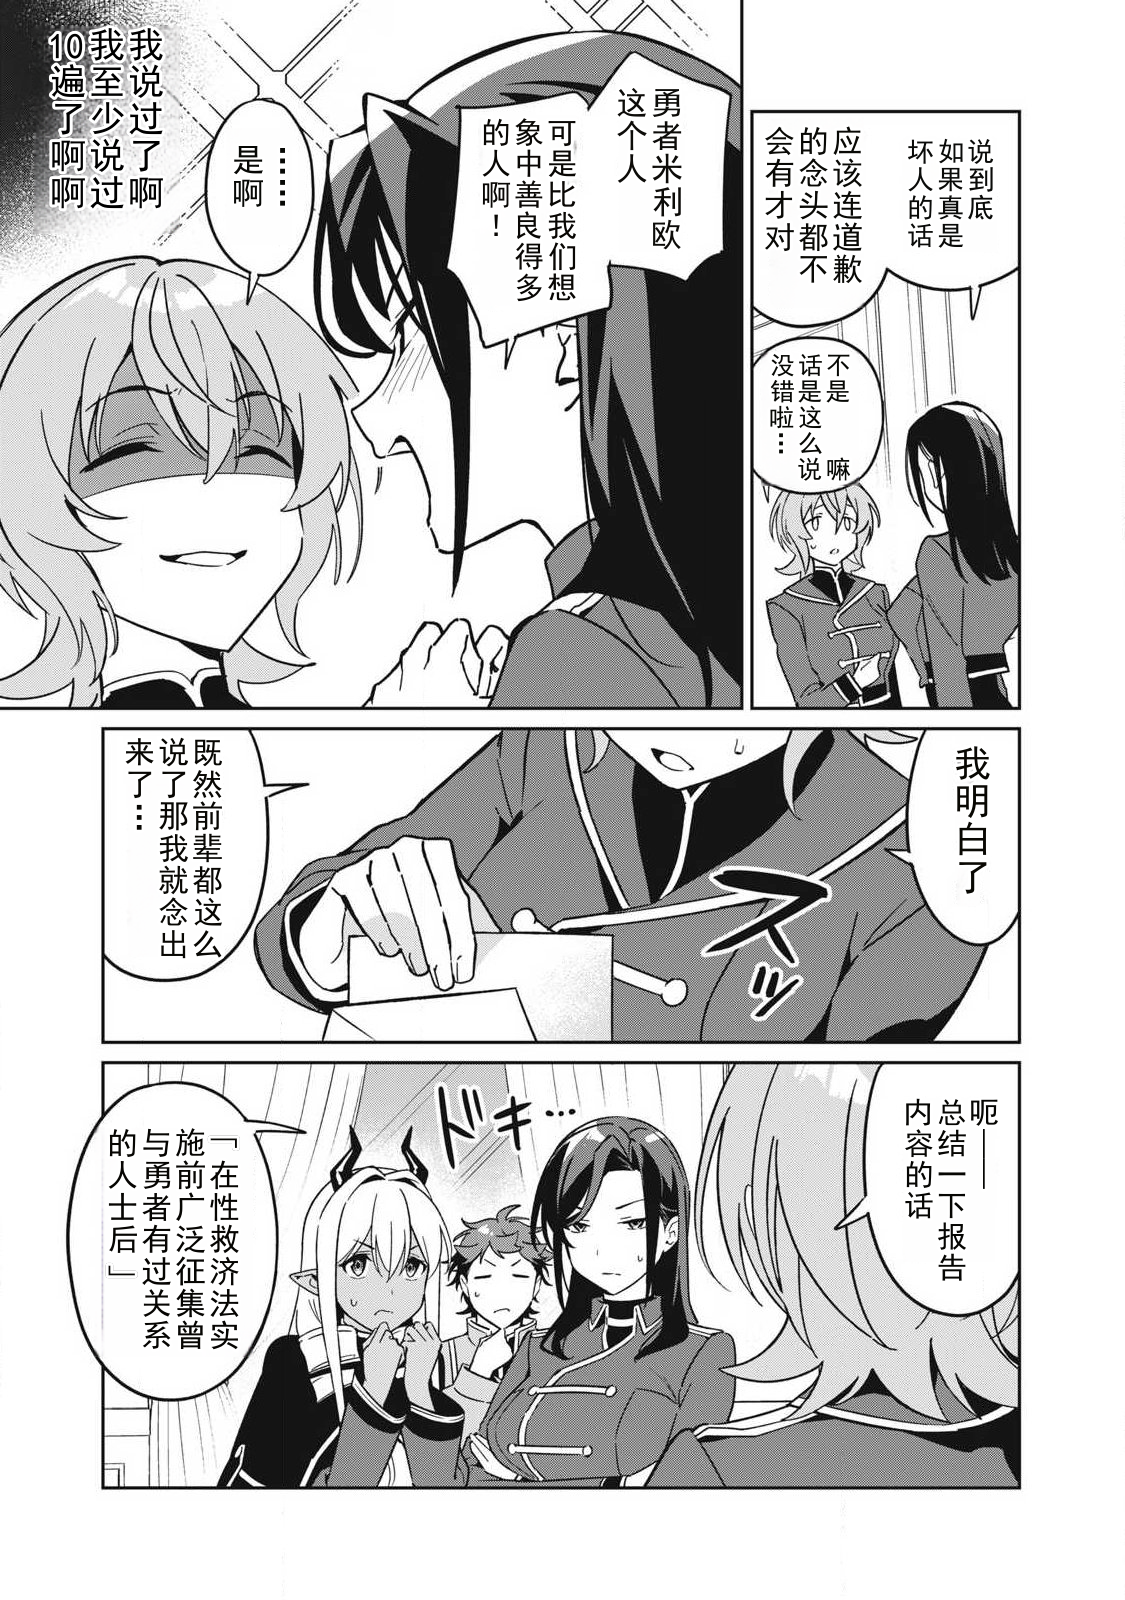 说到底
如果真是
坏人的话
应该连道歉
的念头都不
会有才对
不是
话是这么说嘛
没错啦…
勇者米利欧
这个人
可是比我们想
象中善良得多
的人啊！
……
是啊
我说过了啊
我至少说过
10遍了啊啊
我明白了
既然前辈都这么
说了那我就念出
来了…
呃——
总结一下报告
内容的话
「在性救济法实
施前广泛征集曾
与勇者有过关系
的人士后」
ドキ…